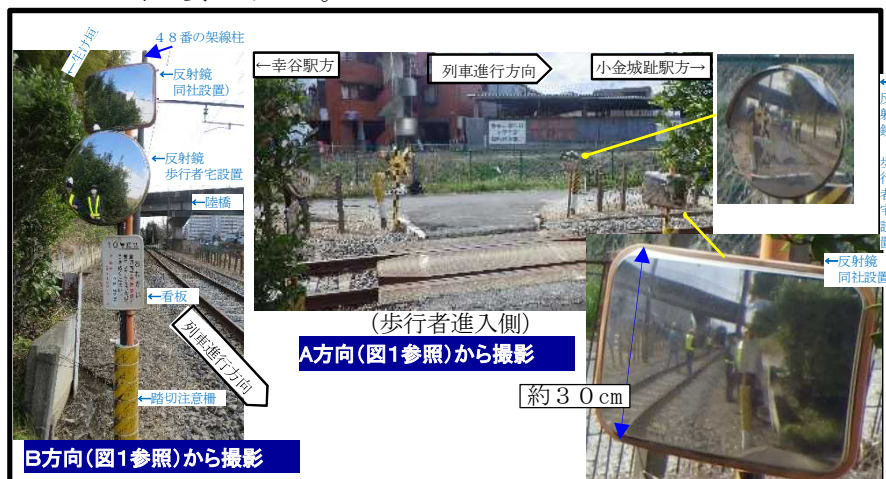 ４８番の架線柱
←生け垣
←反射鏡
同社設置）
←反射鏡
歩行者宅設置
←陸橋
←看板
列車進行方向
←踏切注意柵
B方向(図1参照)から撮影
←幸谷駅方
列車進行方向
小金城趾駅方→
(歩行者進入側)
A方向(図1参照)から撮影
約３０cm
←反射鏡
同社設置